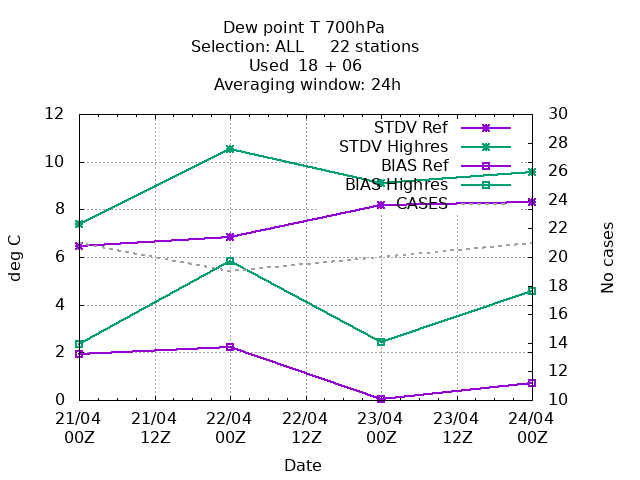 Dew point T 700hPa
Selection: ALL     22 stations
Used  18 + 06
Averaging window: 24h
STDV Ref
STDV Highres
BIAS Ref
BIAS Highres
CASES
deg C
12
10
8
6
4
2
0
No cases
30
28
26
24
22
20
18
16
14
12
10
21/04 21/04 22/04 22/04 23/04 23/04 24/04
00Z 12Z 00Z 12Z 00Z 12Z 00Z
Date